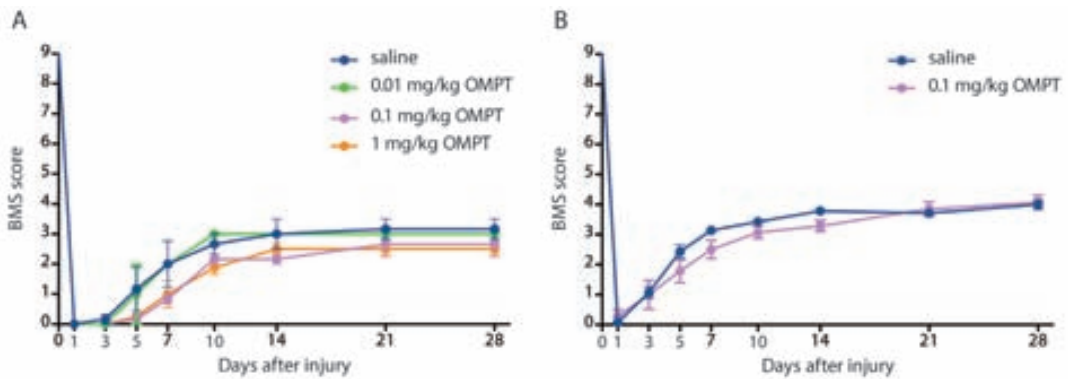 A
9
8
7
6
5
4
3
2
1
0
BMS score
saline
0.01 mg/kg OMPT
0.1 mg/kg OMPT
1 mg/kg OMPT
0 1 3 5 7 10 14 21 28
Days after injury
B
9
8
7
6
5
4
3
2
1
0
BMS score
saline
0.1 mg/kg OMPT
0 1 3 5 7 10 14 21 28
Days after injury